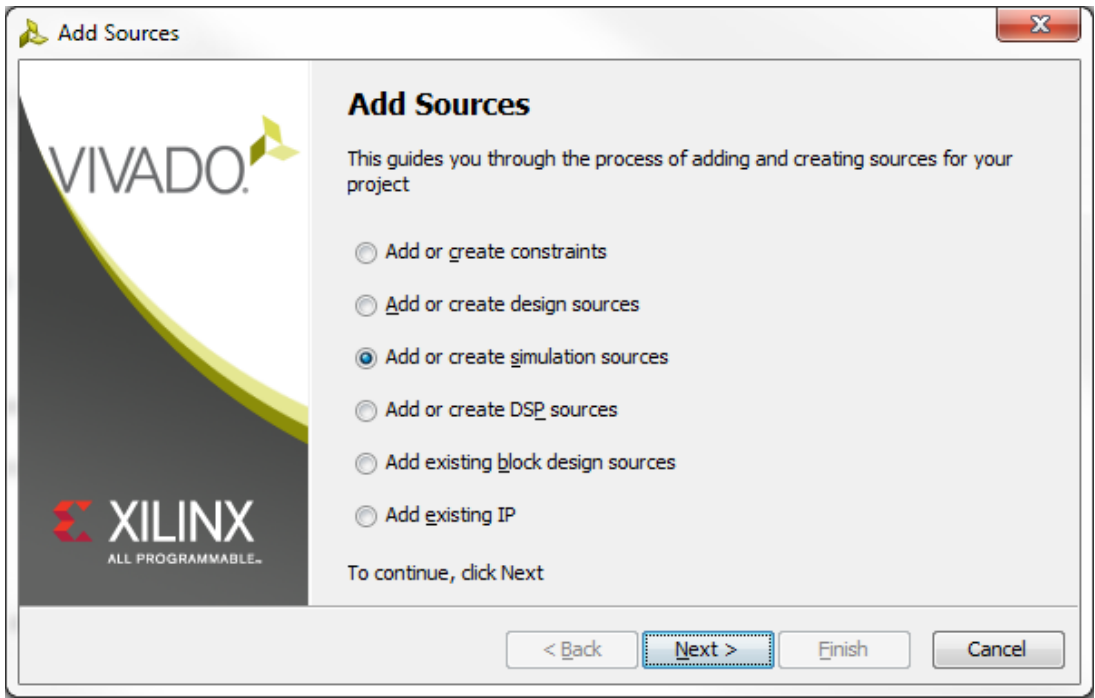 Add Sources
VIVADO.
Add Sources
This guides you through the process of adding and creating sources for your
project
Add or create constraints
Add or create design sources
Add or create simulation sources
Add or create DSP sources
Add existing block design sources
Add existing IP
To continue, click Next
XILINX
ALL PROGRAMMABLE™
< Back
Next >
Finish
Cancel